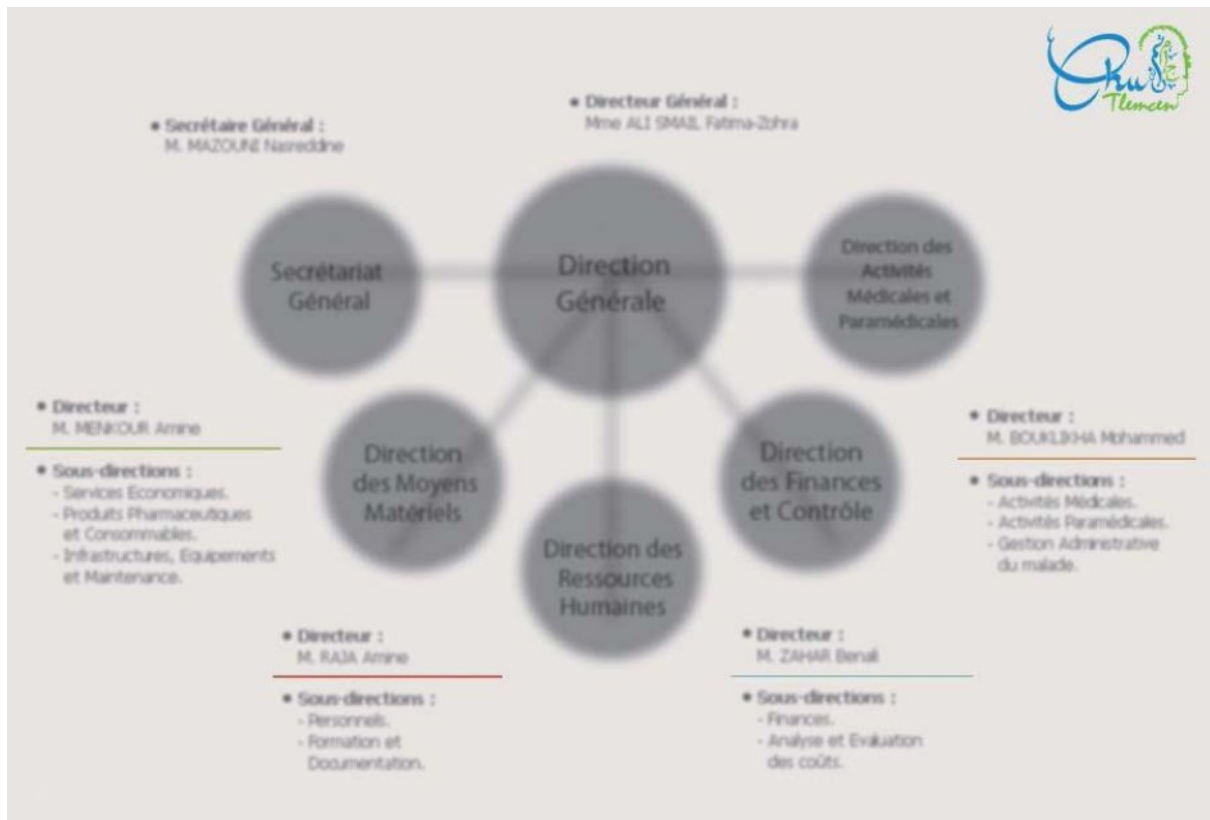 Chu
Tlemcen
• Directeur Général :
Mme ALI SMAIL Fatima-Zohra
• Secrétaire Général :
M. MAZOUNI Nasreddine
Secrétariat
Général
Direction
Générale
Direction des
Activités
Médicales et
Paramédicales
• Directeur :
M. MENKOUR Amine
• Sous-directions :
- Services Economiques.
- Produits Pharmaceutiques
et Consommables.
- Infrastructures, Equipements
et Maintenance.
Direction
des Moyens
Matériels
Direction des
Ressources
Humaines
Direction
des Finances
et Contrôle
• Directeur :
M. BOUKLIKHA Mohammed
• Sous-directions :
- Activités Médicales.
- Activités Paramédicales.
- Gestion Administrative
du malade.
• Directeur :
M. RAJA Amine
• Sous-directions :
- Personnels.
- Formation et
Documentation.
• Directeur :
M. ZAHAR Benali
• Sous-directions :
- Finances.
- Analyse et Evaluation
des coûts.